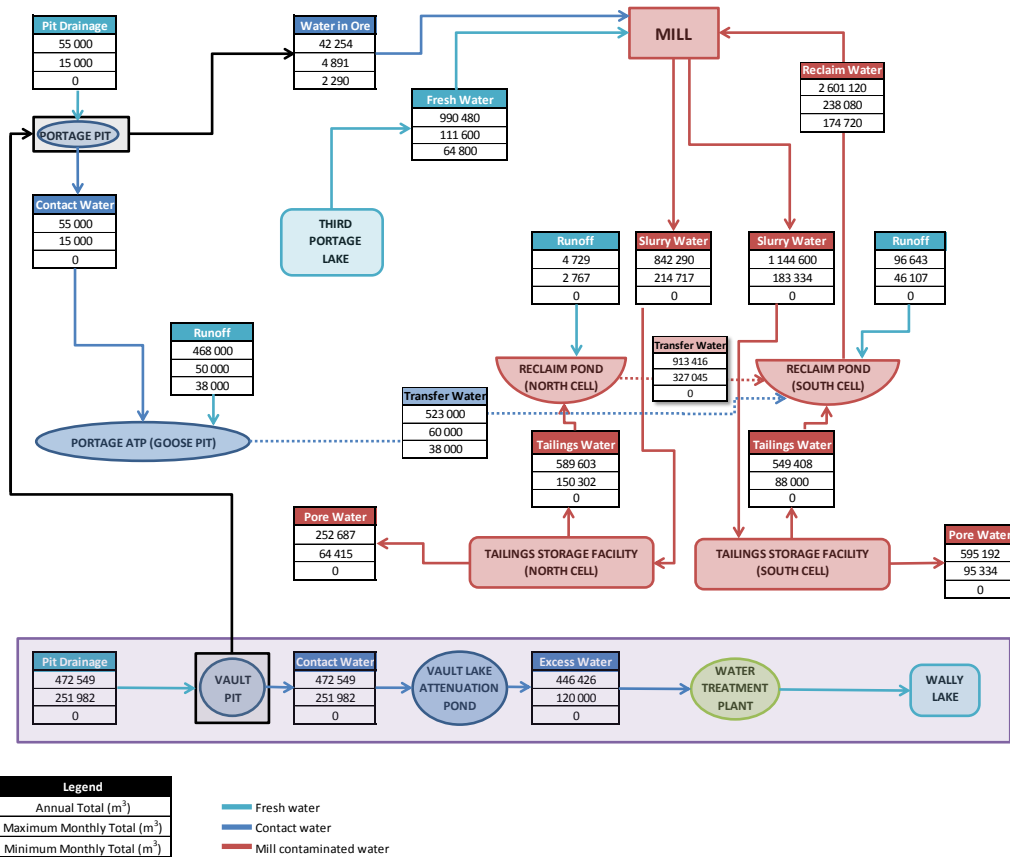 Pit Drainage
55 000
15 000
0
Water in Ore
42 254
4 891
2 290
MILL
Reclaim Water
2 601 120
238 080
174 720
Fresh Water
990 480
111 600
64 800
PORTAGE PIT
Contact Water
55 000
15 000
0
THIRD
PORTAGE
LAKE
Runoff
4 729
2 767
0
Slurry Water
842 290
214 717
0
Slurry Water
1 144 600
183 334
0
Runoff
96 643
46 107
0
Runoff
468 000
50 000
38 000
Transfer Water
913 416
327 045
0
RECLAIM POND
(NORTH CELL)
RECLAIM POND
(SOUTH CELL)
Transfer Water
523 000
60 000
38 000
PORTAGE ATP (GOOSE PIT)
Tailings Water
589 603
150 302
0
Tailings Water
549 408
88 000
0
Pore Water
252 687
64 415
0
TAILINGS STORAGE FACILITY
(NORTH CELL)
TAILINGS STORAGE FACILITY
(SOUTH CELL)
Pore Water
595 192
95 334
0
Pit Drainage
472 549
251 982
0
VAULT
PIT
Contact Water
472 549
251 982
0
VAULT LAKE
ATTENUATION
POND
Excess Water
446 426
120 000
0
WATER
TREATMENT
PLANT
WALLY
LAKE
Legend
Annual Total (m³)
Maximum Monthly Total (m³)
Minimum Monthly Total (m³)
Fresh water
Contact water
Mill contaminated water